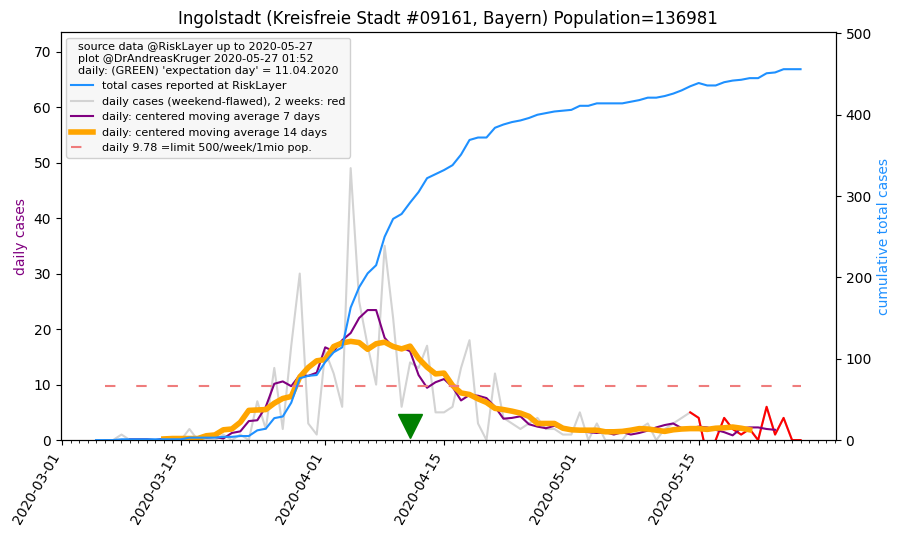 Ingolstadt (Kreisfreie Stadt #09161, Bayern) Population=136981
source data @RiskLayer up to 2020-05-27
plot @DrAndreasKruger 2020-05-27 01:52
daily: (GREEN) 'expectation day' = 11.04.2020
total cases reported at RiskLayer
daily cases (weekend-flawed), 2 weeks: red
daily: centered moving average 7 days
daily: centered moving average 14 days
daily 9.78 =limit 500/week/1mio pop.
daily cases
70
60
50
40
30
20
10
0
cumulative total cases
500
400
300
200
100
0
2020-03-01
2020-03-15
2020-04-01
2020-04-15
2020-05-01
2020-05-15